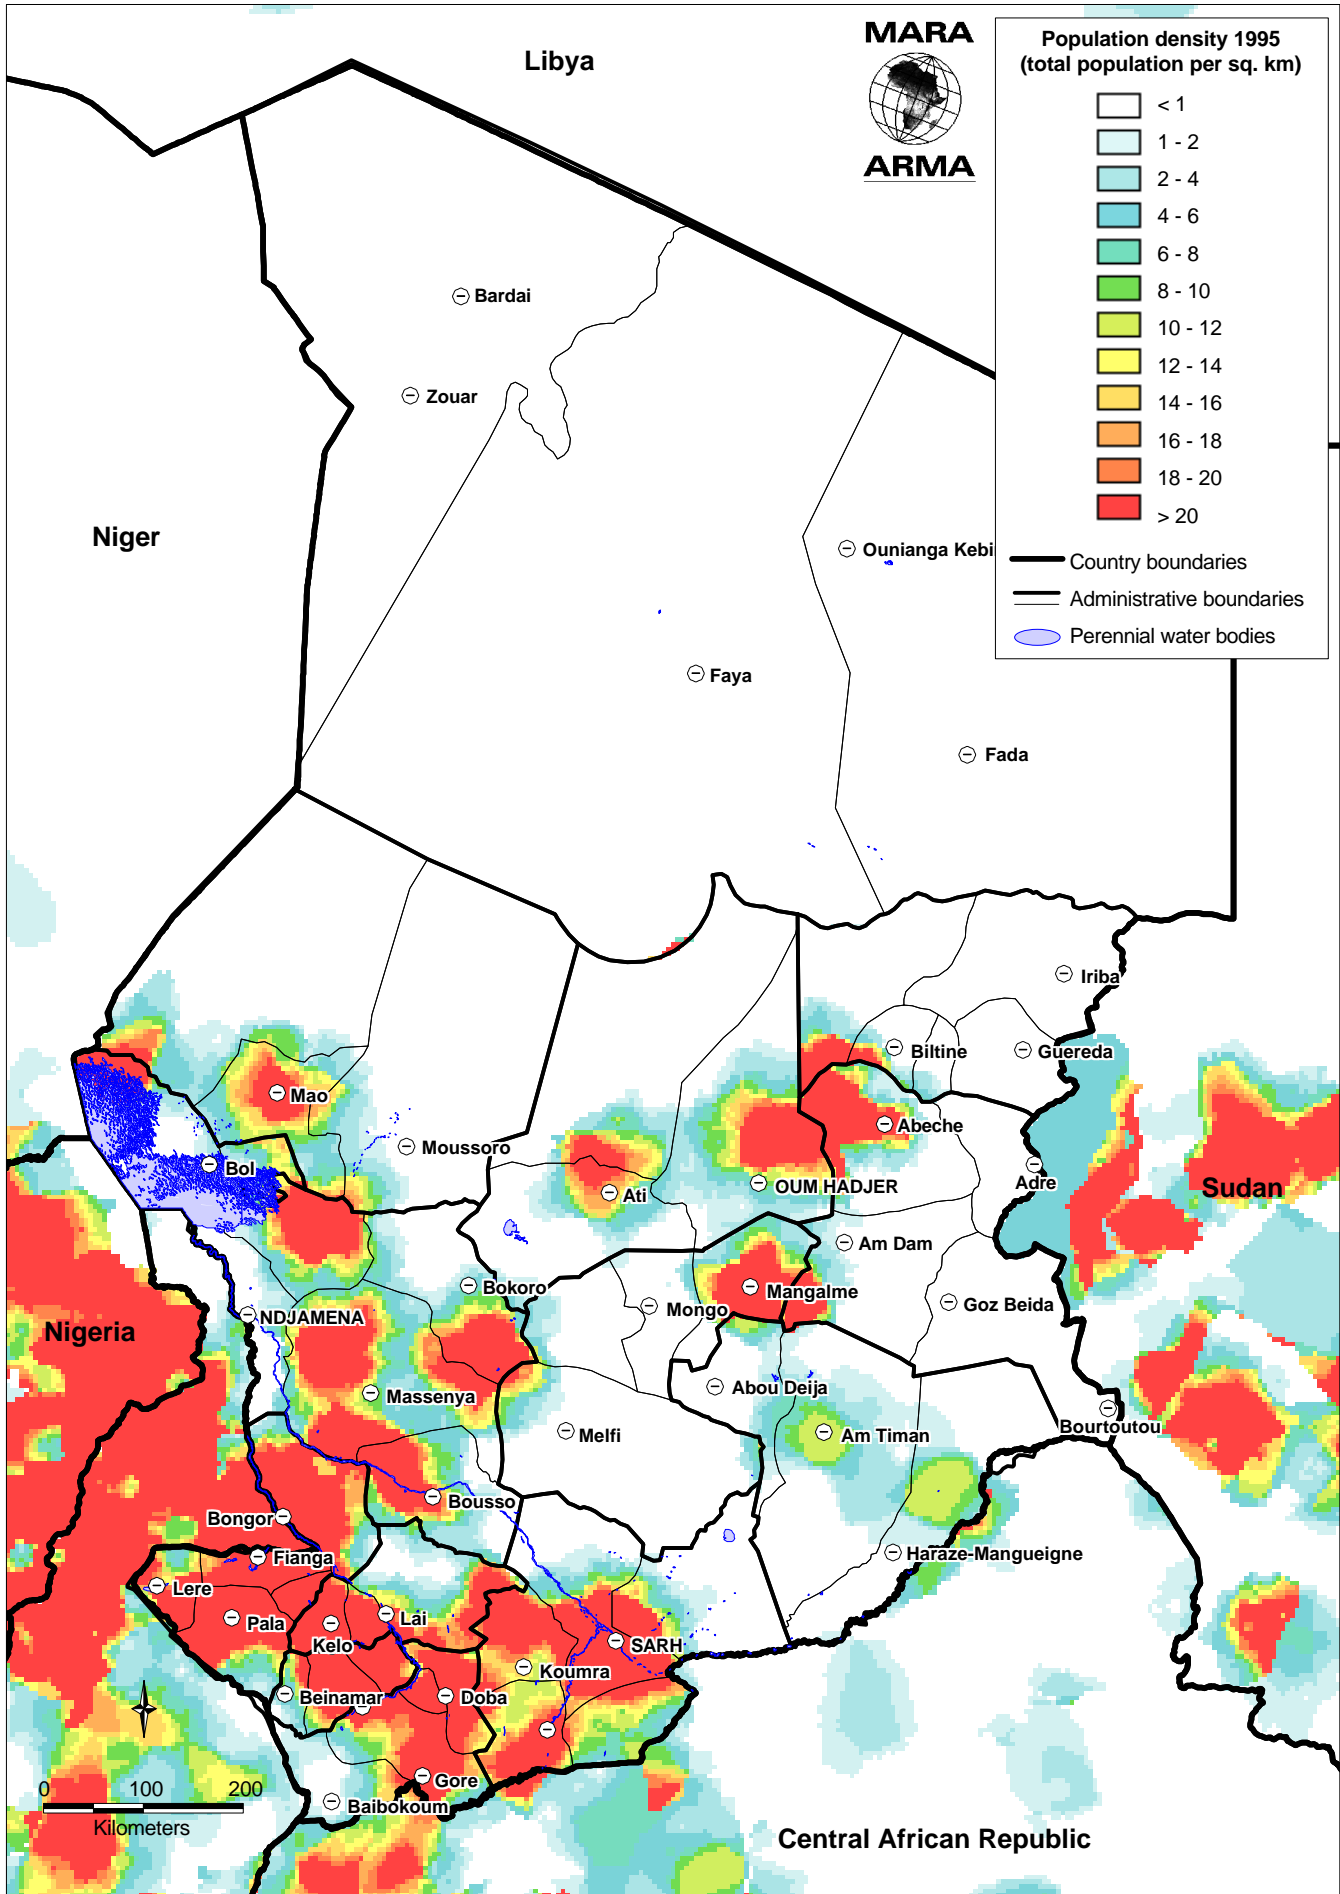 MARA
ARMA
Population density 1995
(total population per sq. km)
< 1
1 - 2
2 - 4
4 - 6
6 - 8
8 - 10
10 - 12
12 - 14
14 - 16
16 - 18
18 - 20
> 20
Country boundaries
Administrative boundaries
Perennial water bodies
Libya
Bardai
Zouar
Niger
Ounianga Kebi
Faya
Fada
Iriba
Biltine
Guereda
Mao
Abeche
Moussoro
Bol
Adre
Sudan
Ati
OUM HADJER
Am Dam
Bokoro
Mangalme
Mongo
Goz Beida
NDJAMENA
Nigeria
Massenya
Abou Deija
Bourtoutou
Melfi
Am Timan
Bousso
Bongor
Haraze-Mangueigne
Fianga
Lere
Pala
Lai
Kelo
SARH
Koumra
Beinamar
Doba
Gore
Baibokoum
0 100 200
Kilometers
Central African Republic